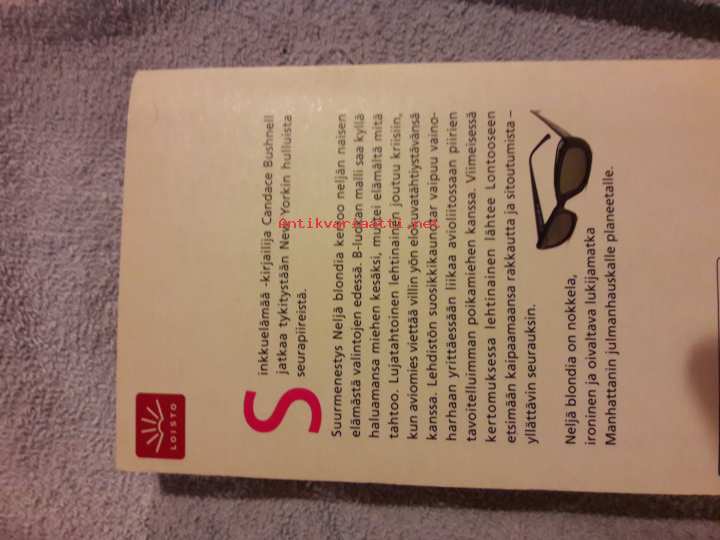 LOISTO
Sinkkuelämää -kirjailija Candace Bushnell
jatkaa tykitystään New Yorkin hulluista
seurapiireistä.
Suurmenestys Neljä blondia kertoo neljän naisen
elämästä valintojen edessä. B-luokan malli saa kyllä
haluamansa miehen kesäksi, muttei elämältä mitä
tahtoo. Lujatahtoinen lehtinainen joutuu kriisiin,
kun aviomies viettää villin yön elokuvatähtiystävänsä
kanssa. Lehdistön suosikkikaunotar vaipuu vaino-
harhaan yrittäessään liikaa avioliitossaan piirien
tavoitelluimman poikamiehen kanssa. Viimeisessä
kertomuksessa lehtinainen lähtee Lontooseen
etsimään kaipaamaansa rakkautta ja sitoutumista –
yllättävin seurauksin.
Neljä blondia on nokkela,
ironinen ja oivaltava lukijamatka
Manhattanin julmanhauskalle planeetalle.
Antikvariaatti.net